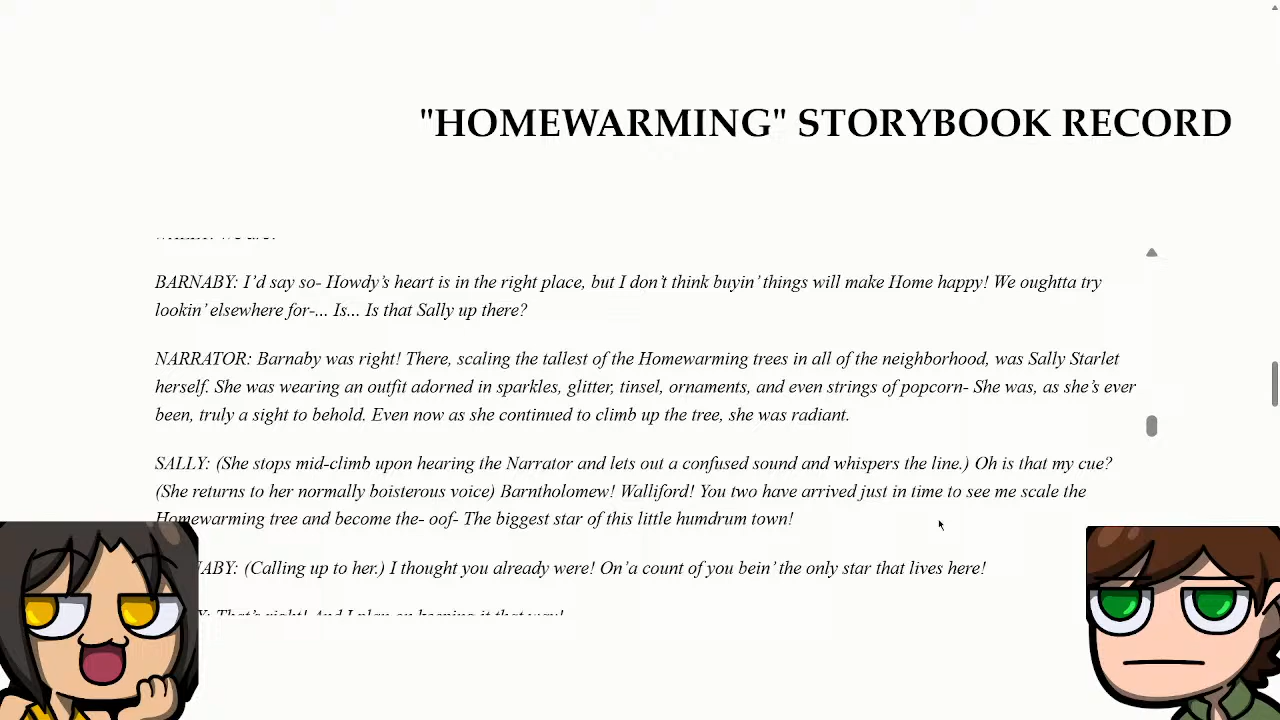 "HOMEWARMING" STORYBOOK RECORD
BARNABY: I'd say so- Howdy's heart is in the right place, but I don't think buyin' things will make Home happy! We oughtta try
lookin' elsewhere for-... Is... Is that Sally up there?
NARRATOR: Barnaby was right! There, scaling the tallest of the Homewarming trees in all of the neighborhood, was Sally Starlet
herself. She was wearing an outfit adorned in sparkles, glitter, tinsel, ornaments, and even strings of popcorn- She was, as she's ever
been, truly a sight to behold. Even now as she continued to climb up the tree, she was radiant.
SALLY: (She stops mid-climb upon hearing the Narrator and lets out a confused sound and whispers the line.) Oh is that my cue?
(She returns to her normally boisterous voice) Barntholomew! Walliford! You two have arrived just in time to see me scale the
Homewarming tree and become the- oof- The biggest star of this little humdrum town!
ABY: (Calling up to her.) I thought you already were! On'a count of you bein' the only star that lives here!
Y: That's right! And I plan on keeping it that way!